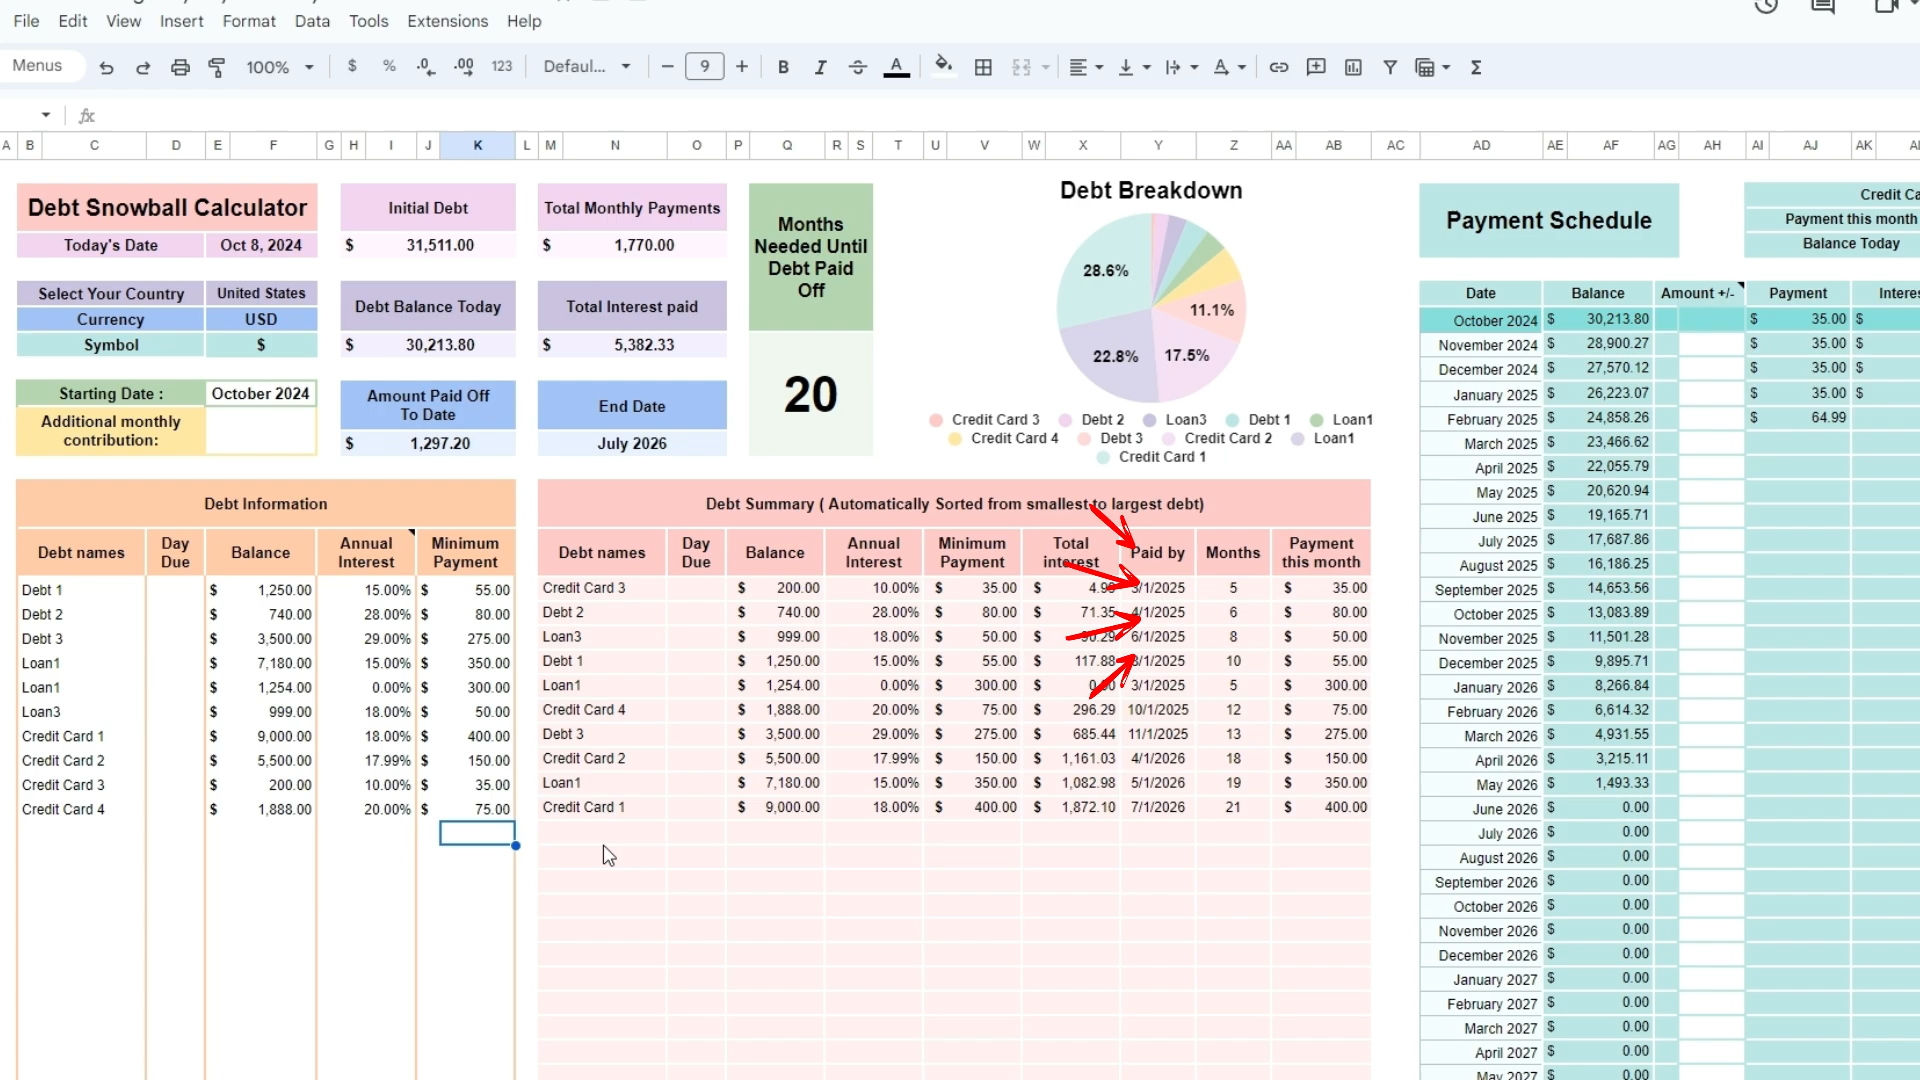 File Edit View Insert Format Data Tools Extensions Help
Menus 100% $ % .0 .00 123 Defaul... 9 B I A
fx
A B C D E F G H I J K L M N O P Q R S T U V W X Y Z AA AB AC AD AE AF AG AH AI AJ AK
Debt Snowball Calculator
Today's Date Oct 8, 2024
Select Your Country United States
Currency USD
Symbol $
Starting Date : October 2024
Additional monthly
contribution:
Initial Debt
$ 31,511.00
Debt Balance Today
$ 30,213.80
Amount Paid Off
To Date
$ 1,297.20
Total Monthly Payments
$ 1,770.00
Total Interest paid
$ 5,382.33
End Date
July 2026
Months
Needed Until
Debt Paid
Off
20
Debt Breakdown
28.6%
11.1%
22.8% 17.5%
Credit Card 3 Debt 2 Loan3 Debt 1 Loan1
Credit Card 4 Debt 3 Credit Card 2 Loan1
Credit Card 1
Debt Information
Debt names Day Due Balance Annual Interest Minimum Payment
Debt 1 $ 1,250.00 15.00% $ 55.00
Debt 2 $ 740.00 28.00% $ 80.00
Debt 3 $ 3,500.00 29.00% $ 275.00
Loan1 $ 7,180.00 15.00% $ 350.00
Loan1 $ 1,254.00 0.00% $ 300.00
Loan3 $ 999.00 18.00% $ 50.00
Credit Card 1 $ 9,000.00 18.00% $ 400.00
Credit Card 2 $ 5,500.00 17.99% $ 150.00
Credit Card 3 $ 200.00 10.00% $ 35.00
Credit Card 4 $ 1,888.00 20.00% $ 75.00
Debt Summary ( Automatically Sorted from smallest to largest debt)
Debt names Day Due Balance Annual Interest Minimum Payment Total interest Paid by Months Payment this month
Credit Card 3 $ 200.00 10.00% $ 35.00 $ 3/1/2025 5 $ 35.00
Debt 2 $ 740.00 28.00% $ 80.00 $ 71.35 4/1/2025 6 $ 80.00
Loan3 $ 999.00 18.00% $ 50.00 $ 6/1/2025 8 $ 50.00
Debt 1 $ 1,250.00 15.00% $ 55.00 $ 117.88 10 $ 55.00
Loan1 $ 1,254.00 0.00% $ 300.00 $ 3/1/2025 5 $ 300.00
Credit Card 4 $ 1,888.00 20.00% $ 75.00 $ 296.29 10/1/2025 12 $ 75.00
Debt 3 $ 3,500.00 29.00% $ 275.00 $ 685.44 11/1/2025 13 $ 275.00
Credit Card 2 $ 5,500.00 17.99% $ 150.00 $ 1,161.03 4/1/2026 18 $ 150.00
Loan1 $ 7,180.00 15.00% $ 350.00 $ 1,082.98 5/1/2026 19 $ 350.00
Credit Card 1 $ 9,000.00 18.00% $ 400.00 $ 1,872.10 7/1/2026 21 $ 400.00
Payment Schedule
Credit Ca
Payment this month
Balance Today
Date Balance Amount +/- Payment Interes
October 2024 $ 30,213.80 $ 35.00 $
November 2024 $ 28,900.27 $ 35.00 $
December 2024 $ 27,570.12 $ 35.00 $
January 2025 $ 26,223.07 $ 35.00 $
February 2025 $ 24,858.26 $ 64.99
March 2025 $ 23,466.62
April 2025 $ 22,055.79
May 2025 $ 20,620.94
June 2025 $ 19,165.71
July 2025 $ 17,687.86
August 2025 $ 16,186.25
September 2025 $ 14,653.56
October 2025 $ 13,083.89
November 2025 $ 11,501.28
December 2025 $ 9,895.71
January 2026 $ 8,266.84
February 2026 $ 6,614.32
March 2026 $ 4,931.55
April 2026 $ 3,215.11
May 2026 $ 1,493.33
June 2026 $ 0.00
July 2026 $ 0.00
August 2026 $ 0.00
September 2026 $ 0.00
October 2026 $ 0.00
November 2026 $ 0.00
December 2026 $ 0.00
January 2027 $ 0.00
February 2027 $ 0.00
March 2027 $ 0.00
April 2027 $ 0.00
May 2027 $ 0.00